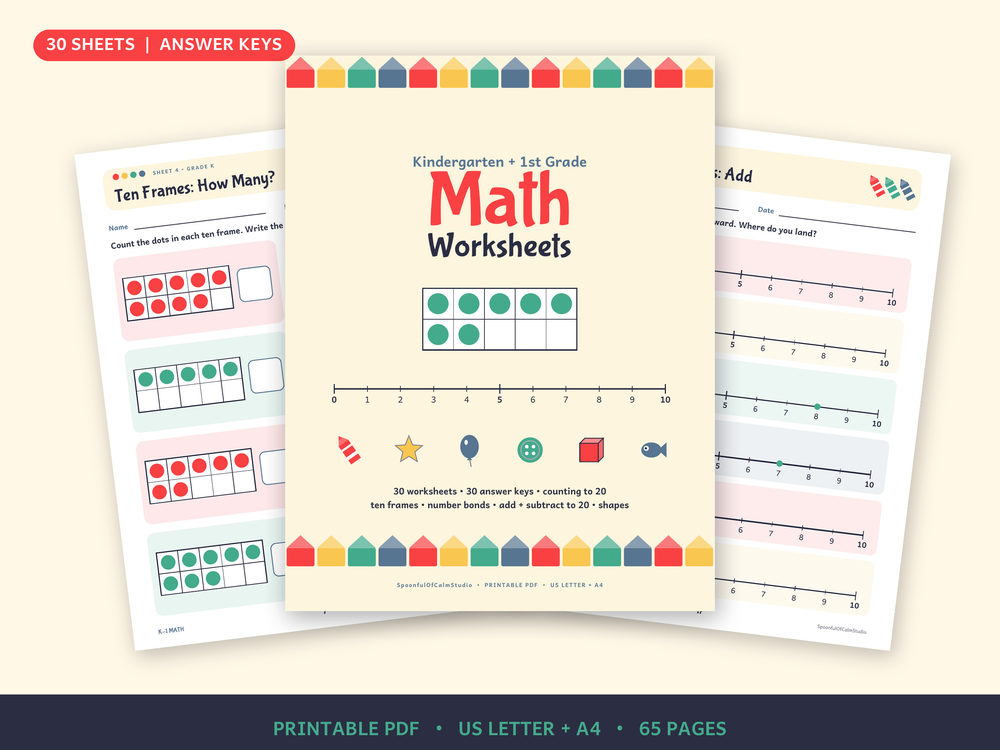 30 SHEETS | ANSWER KEYS
SHEET 4 • GRADE K
Ten Frames: How Many?
Name
Count the dots in each ten frame. Write the
K-1 MATH
Kindergarten + 1st Grade
Math
Worksheets
0 1 2 3 4 5 6 7 8 9 10
30 worksheets • 30 answer keys • counting to 20
ten frames • number bonds • add + subtract to 20 • shapes
SpoonfulOfCalmStudio • PRINTABLE PDF • US LETTER + A4
: Add
Date
ward. Where do you land?
5 6 7 8 9 10
5 6 7 8 9 10
5 6 7 8 9 10
5 6 7 8 9 10
6 7 8 9 10
6 7 8 9 10
SpoonfulOfCalmStudio
PRINTABLE PDF • US LETTER + A4 • 65 PAGES